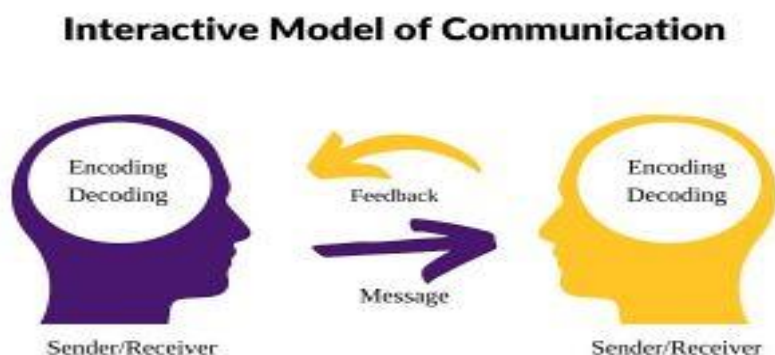 Interactive Model of Communication
Encoding
Decoding
Feedback
Message
Encoding
Decoding
Sender/Receiver
Sender/Receiver